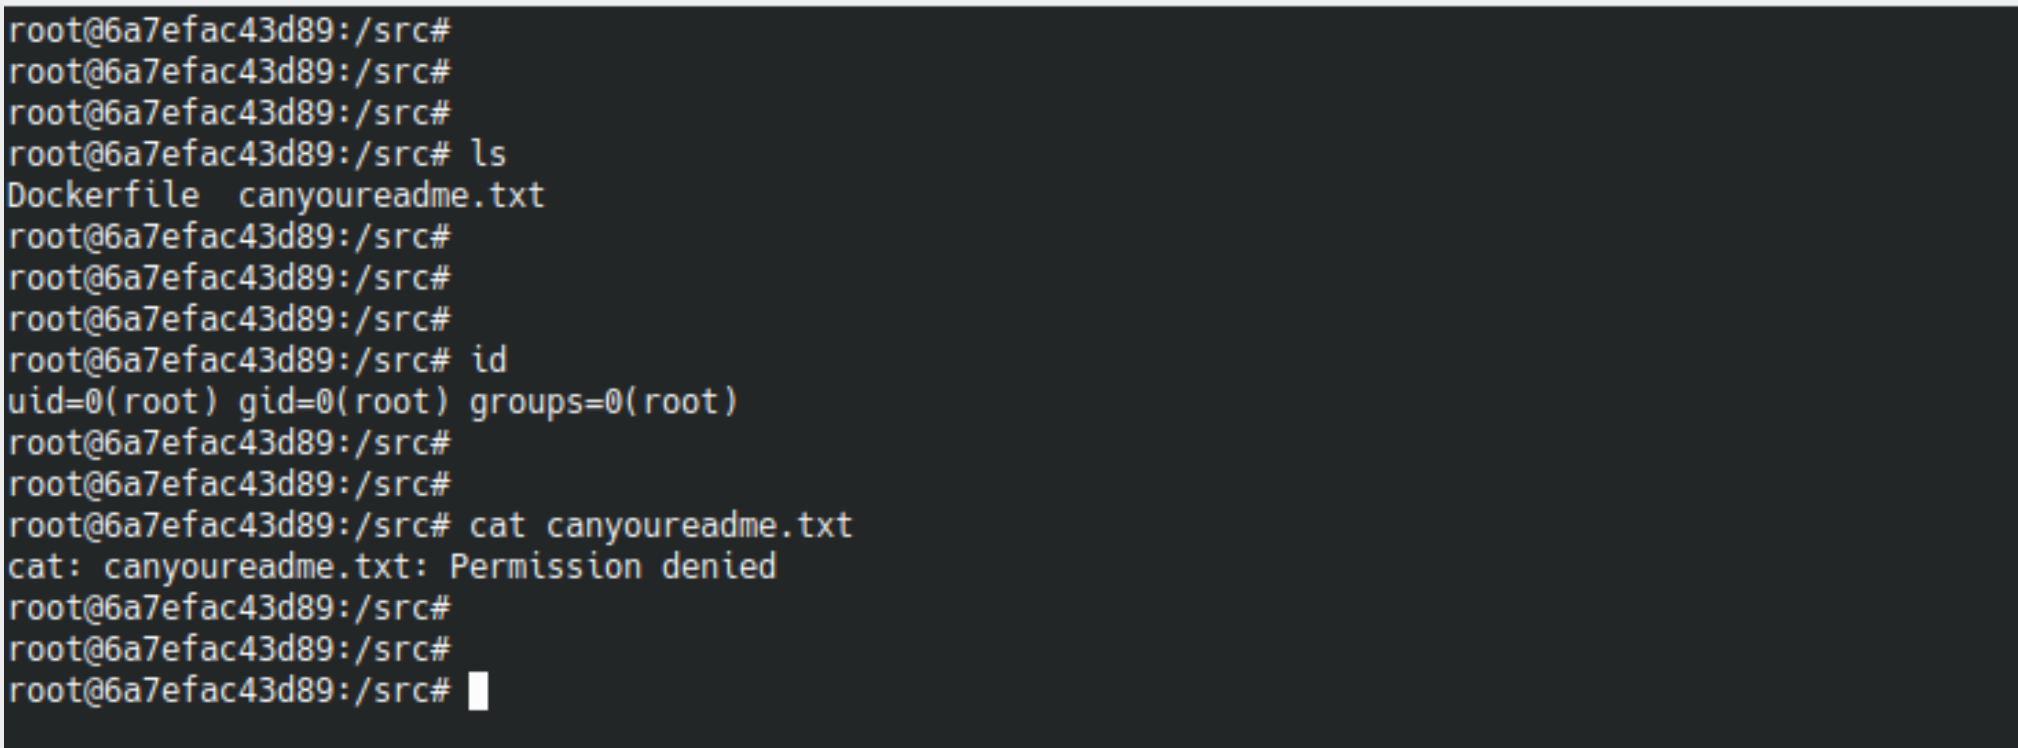 root@6a7efac43d89:/src#
root@6a7efac43d89:/src#
root@6a7efac43d89:/src#
root@6a7efac43d89:/src# ls
Dockerfile  canyoureadme.txt
root@6a7efac43d89:/src#
root@6a7efac43d89:/src#
root@6a7efac43d89:/src#
root@6a7efac43d89:/src# id
uid=0(root) gid=0(root) groups=0(root)
root@6a7efac43d89:/src#
root@6a7efac43d89:/src#
root@6a7efac43d89:/src# cat canyoureadme.txt
cat: canyoureadme.txt: Permission denied
root@6a7efac43d89:/src#
root@6a7efac43d89:/src#
root@6a7efac43d89:/src#